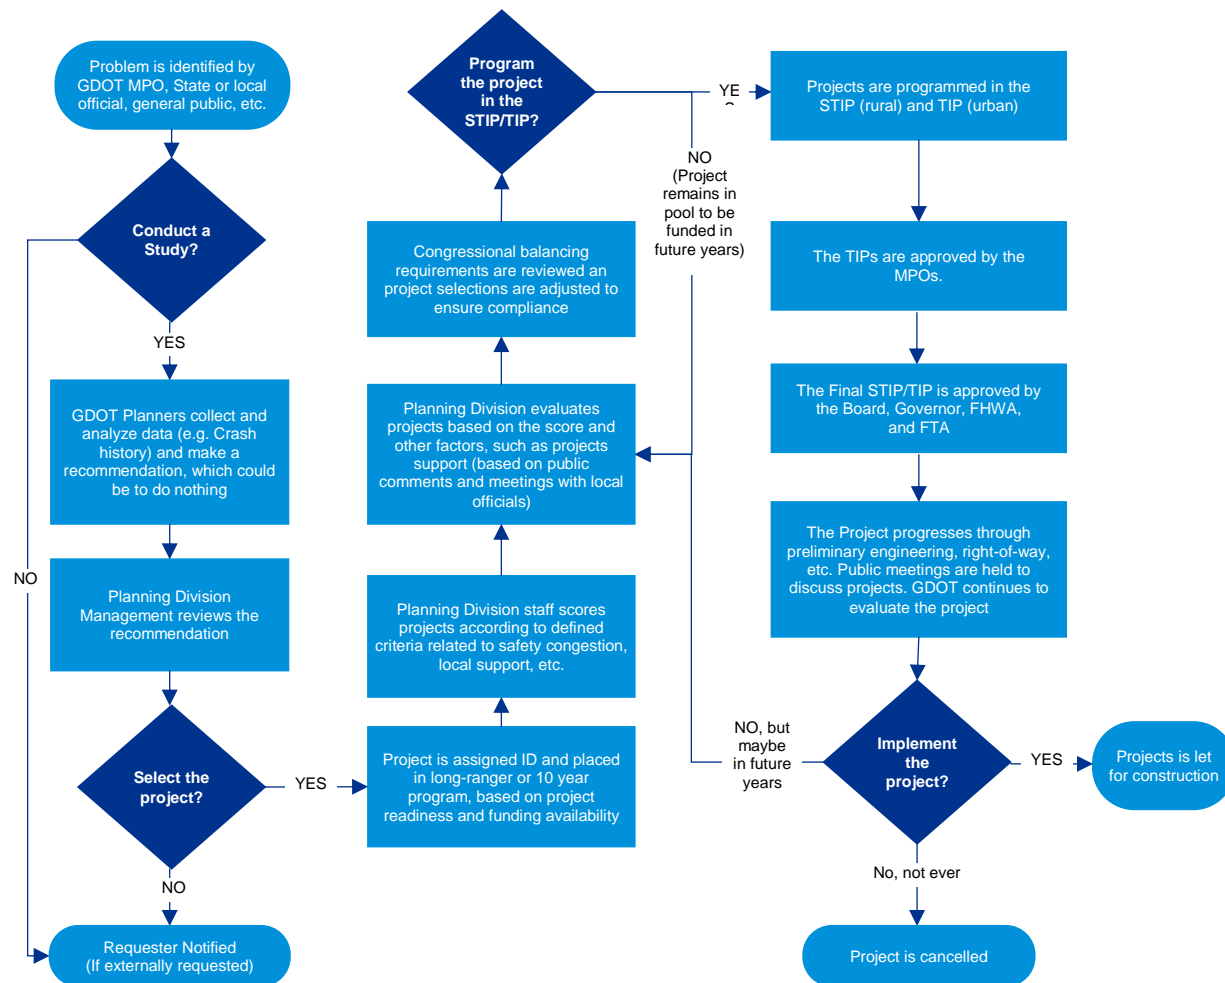 Problem is identified by
GDOT MPO, State or local
official, general public, etc.
Conduct a
Study?
YES
GDOT Planners collect and
analyze data (e.g. Crash
history) and make a
recommendation, which could
be to do nothing
NO
Planning Division
Management reviews the
recommendation
Select the
project?
YES
NO
Requester Notified
(If externally requested)
Project is assigned ID and placed
in long-ranger or 10 year
program, based on project
readiness and funding availability
Planning Division staff scores
projects according to defined
criteria related to safety congestion,
local support, etc.
Planning Division evaluates
projects based on the score and
other factors, such as projects
support (based on public
comments and meetings with local
officials)
Congressional balancing
requirements are reviewed an
project selections are adjusted to
ensure compliance
Program
the project
in the
STIP/TIP?
YE
NO
(Project
remains in
pool to be
funded in
future years)
Projects are programmed in the
STIP (rural) and TIP (urban)
The TIPs are approved by the
MPOs.
The Final STIP/TIP is approved by
the Board, Governor, FHWA,
and FTA
The Project progresses through
preliminary engineering, right-of-way,
etc. Public meetings are held to
discuss projects. GDOT continues to
evaluate the project
Implement
the
project?
NO, but
maybe
in future
years
YES
Projects is let
for construction
No, not ever
Project is cancelled